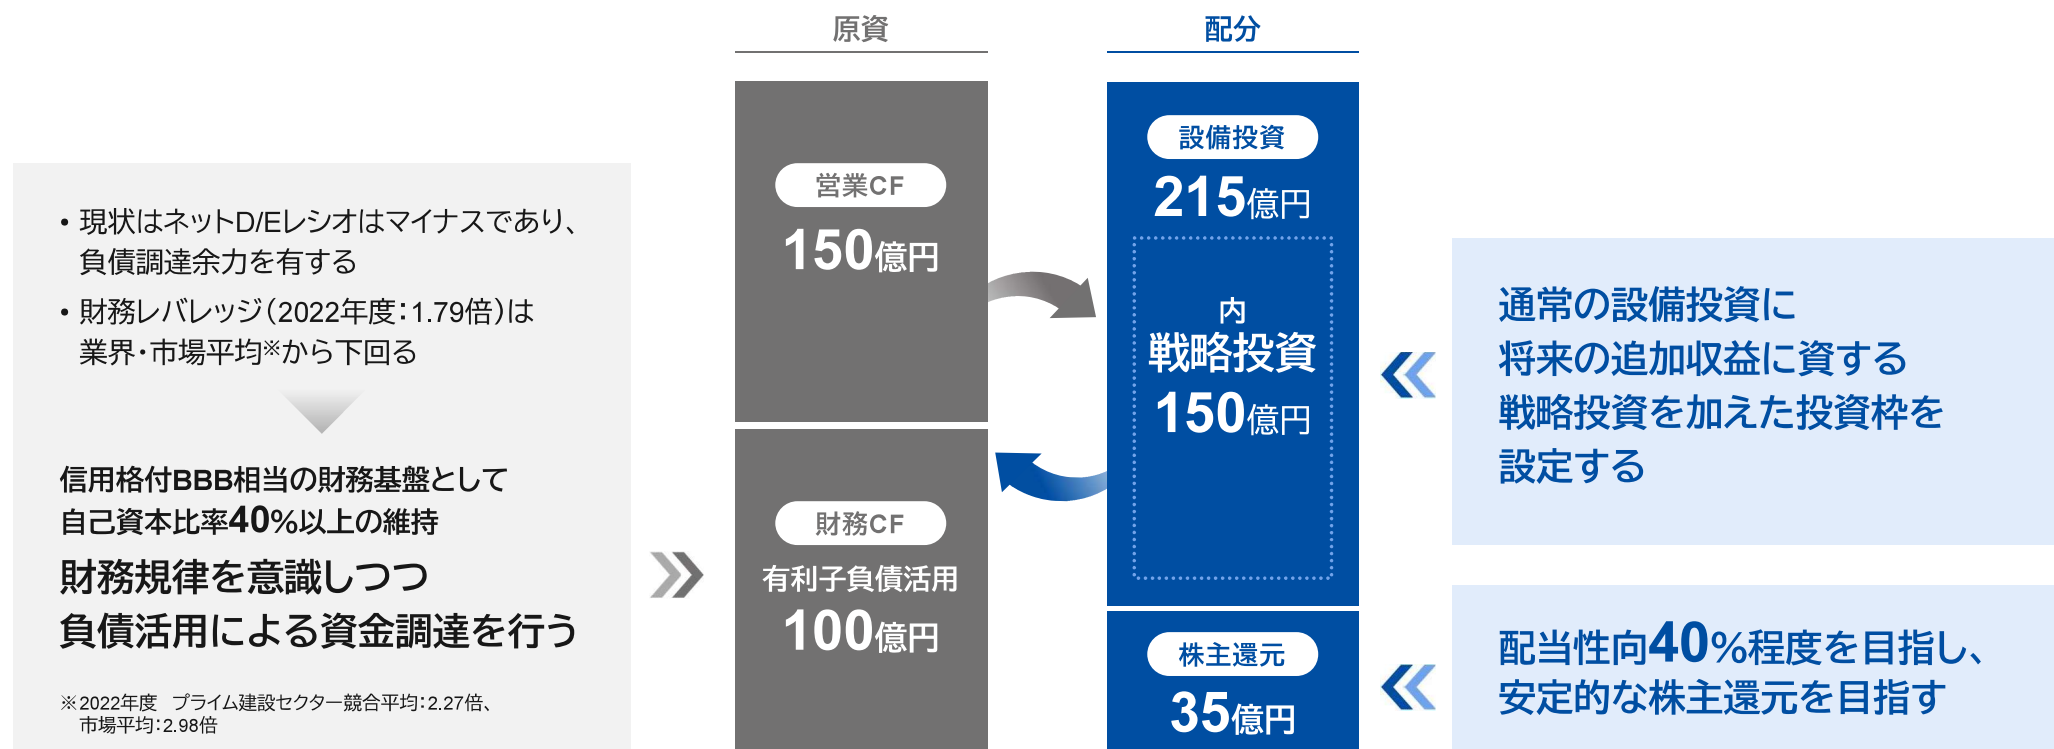 原資
配分
・現状はネットD/Eレシオはマイナスであり、
負債調達余力を有する
・財務レバレッジ（2022年度：1.79倍）は
業界・市場平均※から下回る
信用格付BBB相当の財務基盤として
自己資本比率40%以上の維持
財務規律を意識しつつ
負債活用による資金調達を行う
※2022年度　プライム建設セクター競合平均：2.27倍、
市場平均：2.98倍
営業CF
150億円
財務CF
有利子負債活用
100億円
設備投資
215億円
内
戦略投資
150億円
株主還元
35億円
通常の設備投資に
将来の追加収益に資する
戦略投資を加えた投資枠を
設定する
配当性向40%程度を目指し、
安定的な株主還元を目指す